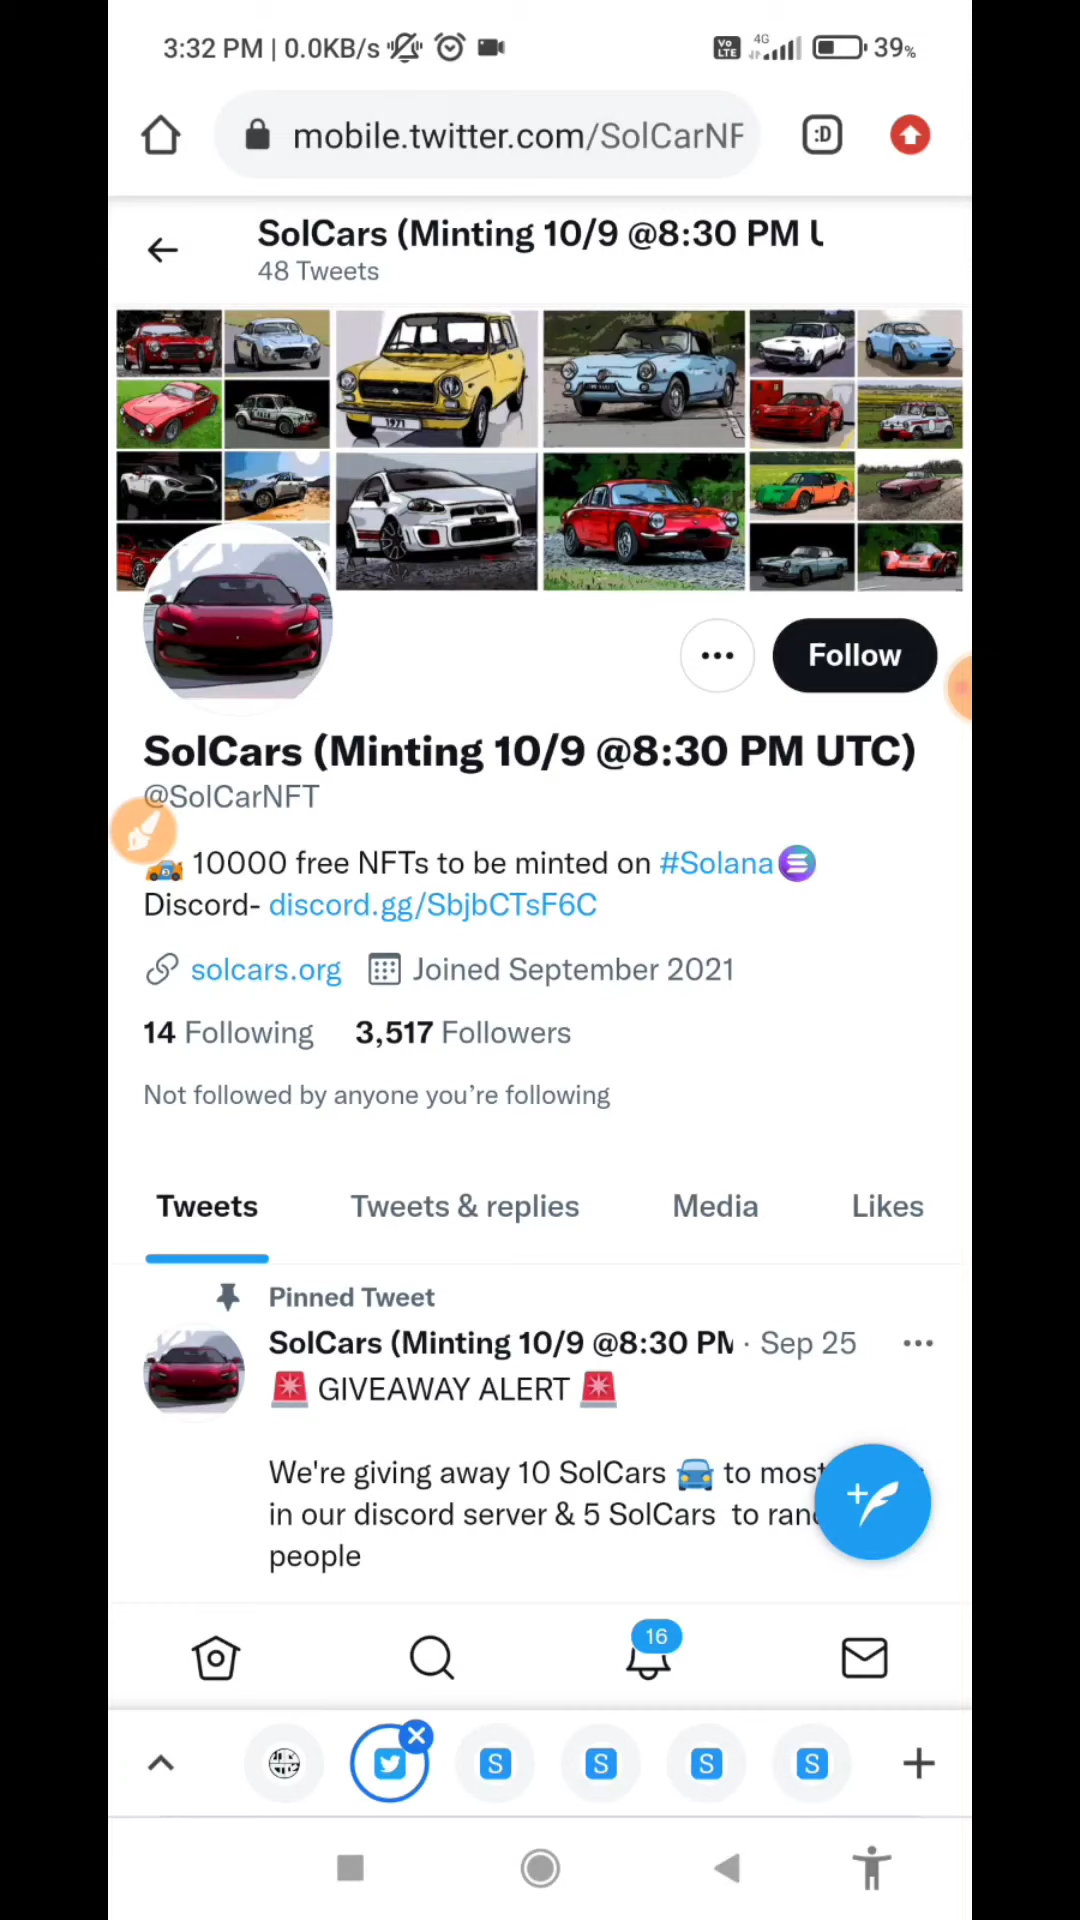 3:32 PM | 0.0KB/s
Vo LTE 4G 39%
mobile.twitter.com/SolCarNF
:D
SolCars (Minting 10/9 @8:30 PM U
48 Tweets
1971
Follow
SolCars (Minting 10/9 @8:30 PM UTC)
@SolCarNFT
10000 free NFTs to be minted on #Solana
Discord- discord.gg/SbjbCTsF6C
solcars.org Joined September 2021
14 Following 3,517 Followers
Not followed by anyone you’re following
Tweets Tweets & replies Media Likes
Pinned Tweet
SolCars (Minting 10/9 @8:30 PM · Sep 25
GIVEAWAY ALERT
We're giving away 10 SolCars to most
in our discord server & 5 SolCars to ran
people
16
S S S S